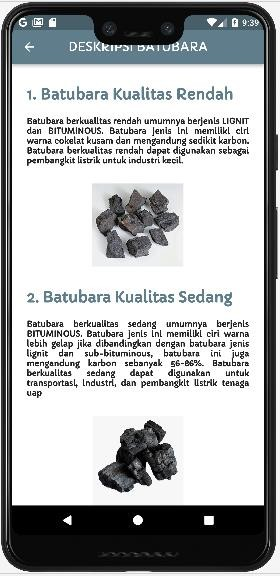 G 9:39
DESKRIPSI BATUBARA
1. Batubara Kualitas Rendah
Batubara berkualitas rendah umumnya berjenis LIGNIT
dan BITUMINOUS. Batubara jenis ini memiliki ciri
warna cokelat kusam dan mengandung sedikit karbon.
Batubara berkualitas rendah dapat digunakan sebagai
pembangkit listrik untuk industri kecil.
2. Batubara Kualitas Sedang
Batubara berkualitas sedang umumnya berjenis
BITUMINOUS. Batubara jenis ini memiliki ciri warna
lebih gelap jika dibandingkan dengan batubara jenis
lignit dan sub-bituminous, batubara ini juga
mengandung karbon sebanyak 56-86%. Batubara
berkualitas sedang dapat digunakan untuk
transportasi, industri, dan pembangkit listrik tenaga
uap